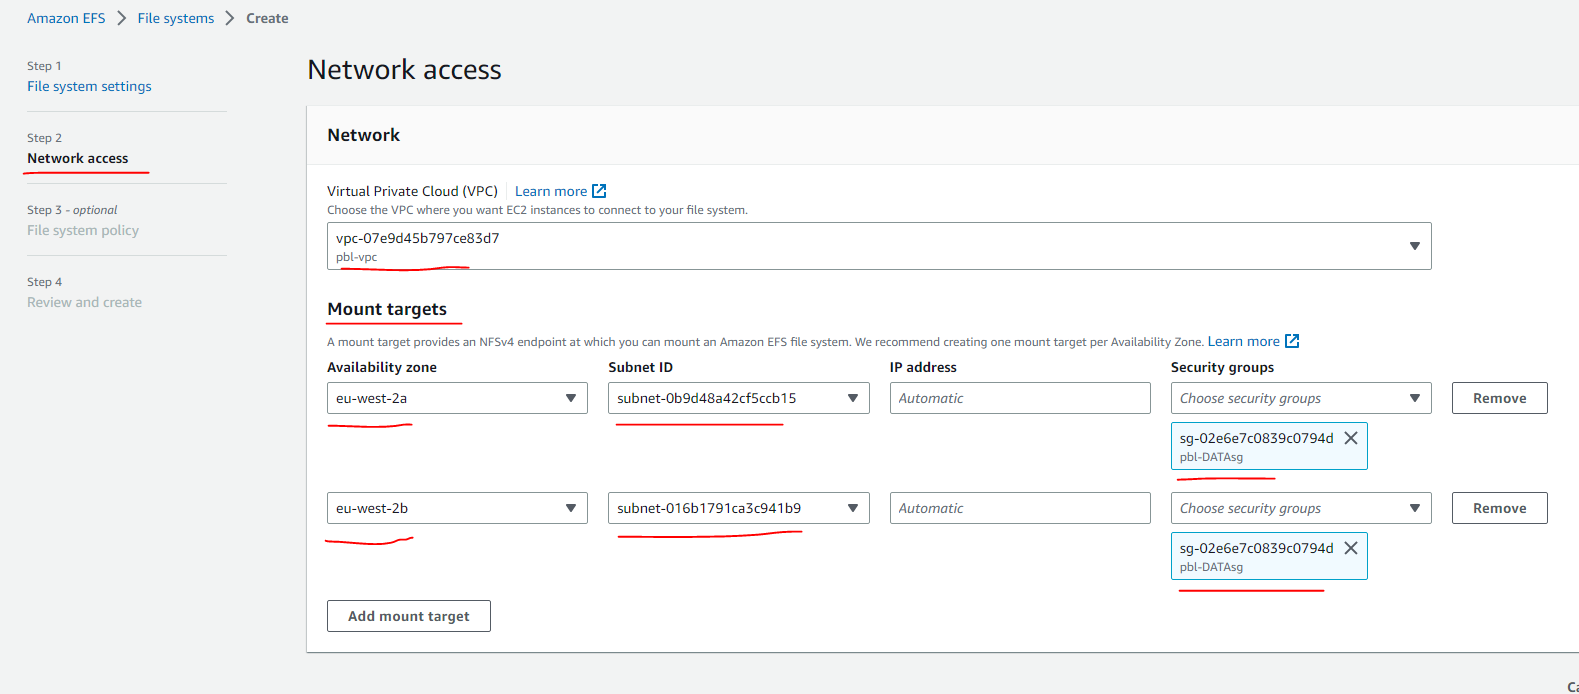 Amazon EFS > File systems > Create
Step 1
File system settings
Step 2
Network access
Step 3 - optional
File system policy
Step 4
Review and create
Network access
Network
Virtual Private Cloud (VPC) Learn more
Choose the VPC where you want EC2 instances to connect to your file system.
vpc-07e9d45b797ce83d7
pbl-vpc
Mount targets
A mount target provides an NFSv4 endpoint at which you can mount an Amazon EFS file system. We recommend creating one mount target per Availability Zone. Learn more
Availability zone Subnet ID IP address Security groups
eu-west-2a subnet-0b9d48a42cf5ccb15 Automatic Choose security groups Remove
sg-02e6e7c0839c0794d
pbl-DATAsg
eu-west-2b subnet-016b1791ca3c941b9 Automatic Choose security groups Remove
sg-02e6e7c0839c0794d
pbl-DATAsg
Add mount target